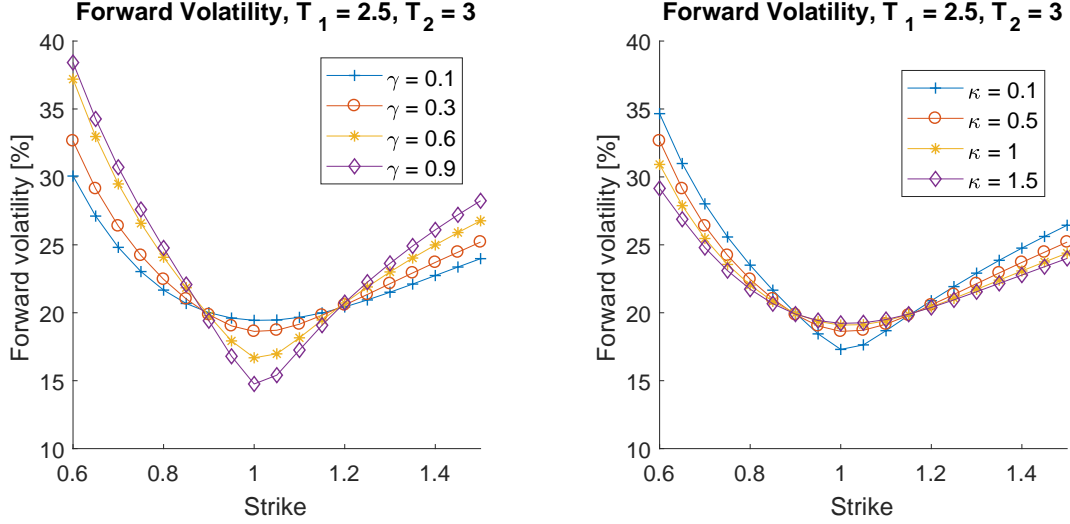 Forward Volatility, T 1 = 2.5, T 2 = 3
Forward volatility [%]
40
35
30
25
20
15
10
0.6
0.8
1
1.2
1.4
Strike
γ = 0.1
γ = 0.3
γ = 0.6
γ = 0.9
Forward Volatility, T 1 = 2.5, T 2 = 3
Forward volatility [%]
40
35
30
25
20
15
10
0.6
0.8
1
1.2
1.4
Strike
κ = 0.1
κ = 0.5
κ = 1
κ = 1.5